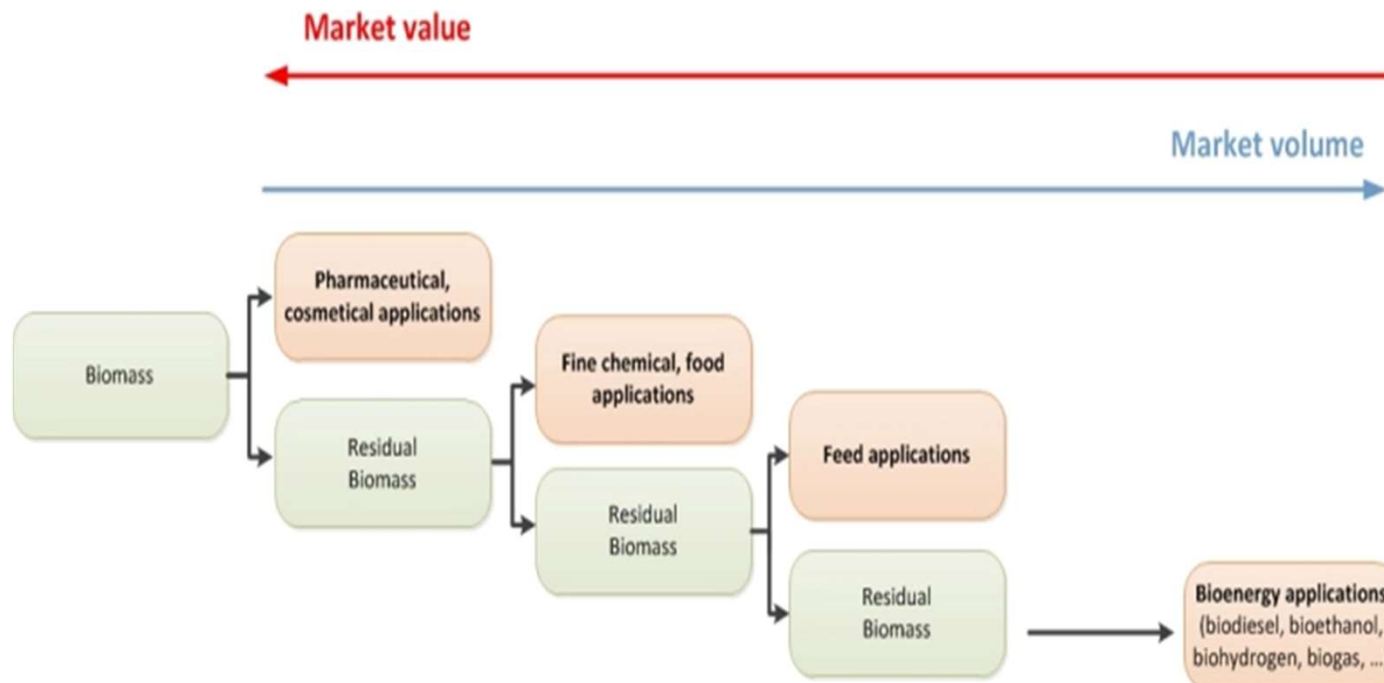 Market value
Market volume
Pharmaceutical,
cosmetical applications
Biomass
Fine chemical, food
applications
Residual
Biomass
Feed applications
Residual
Biomass
Residual
Biomass
Bioenergy applications
(biodiesel, bioethanol,
biohydrogen, biogas, ...